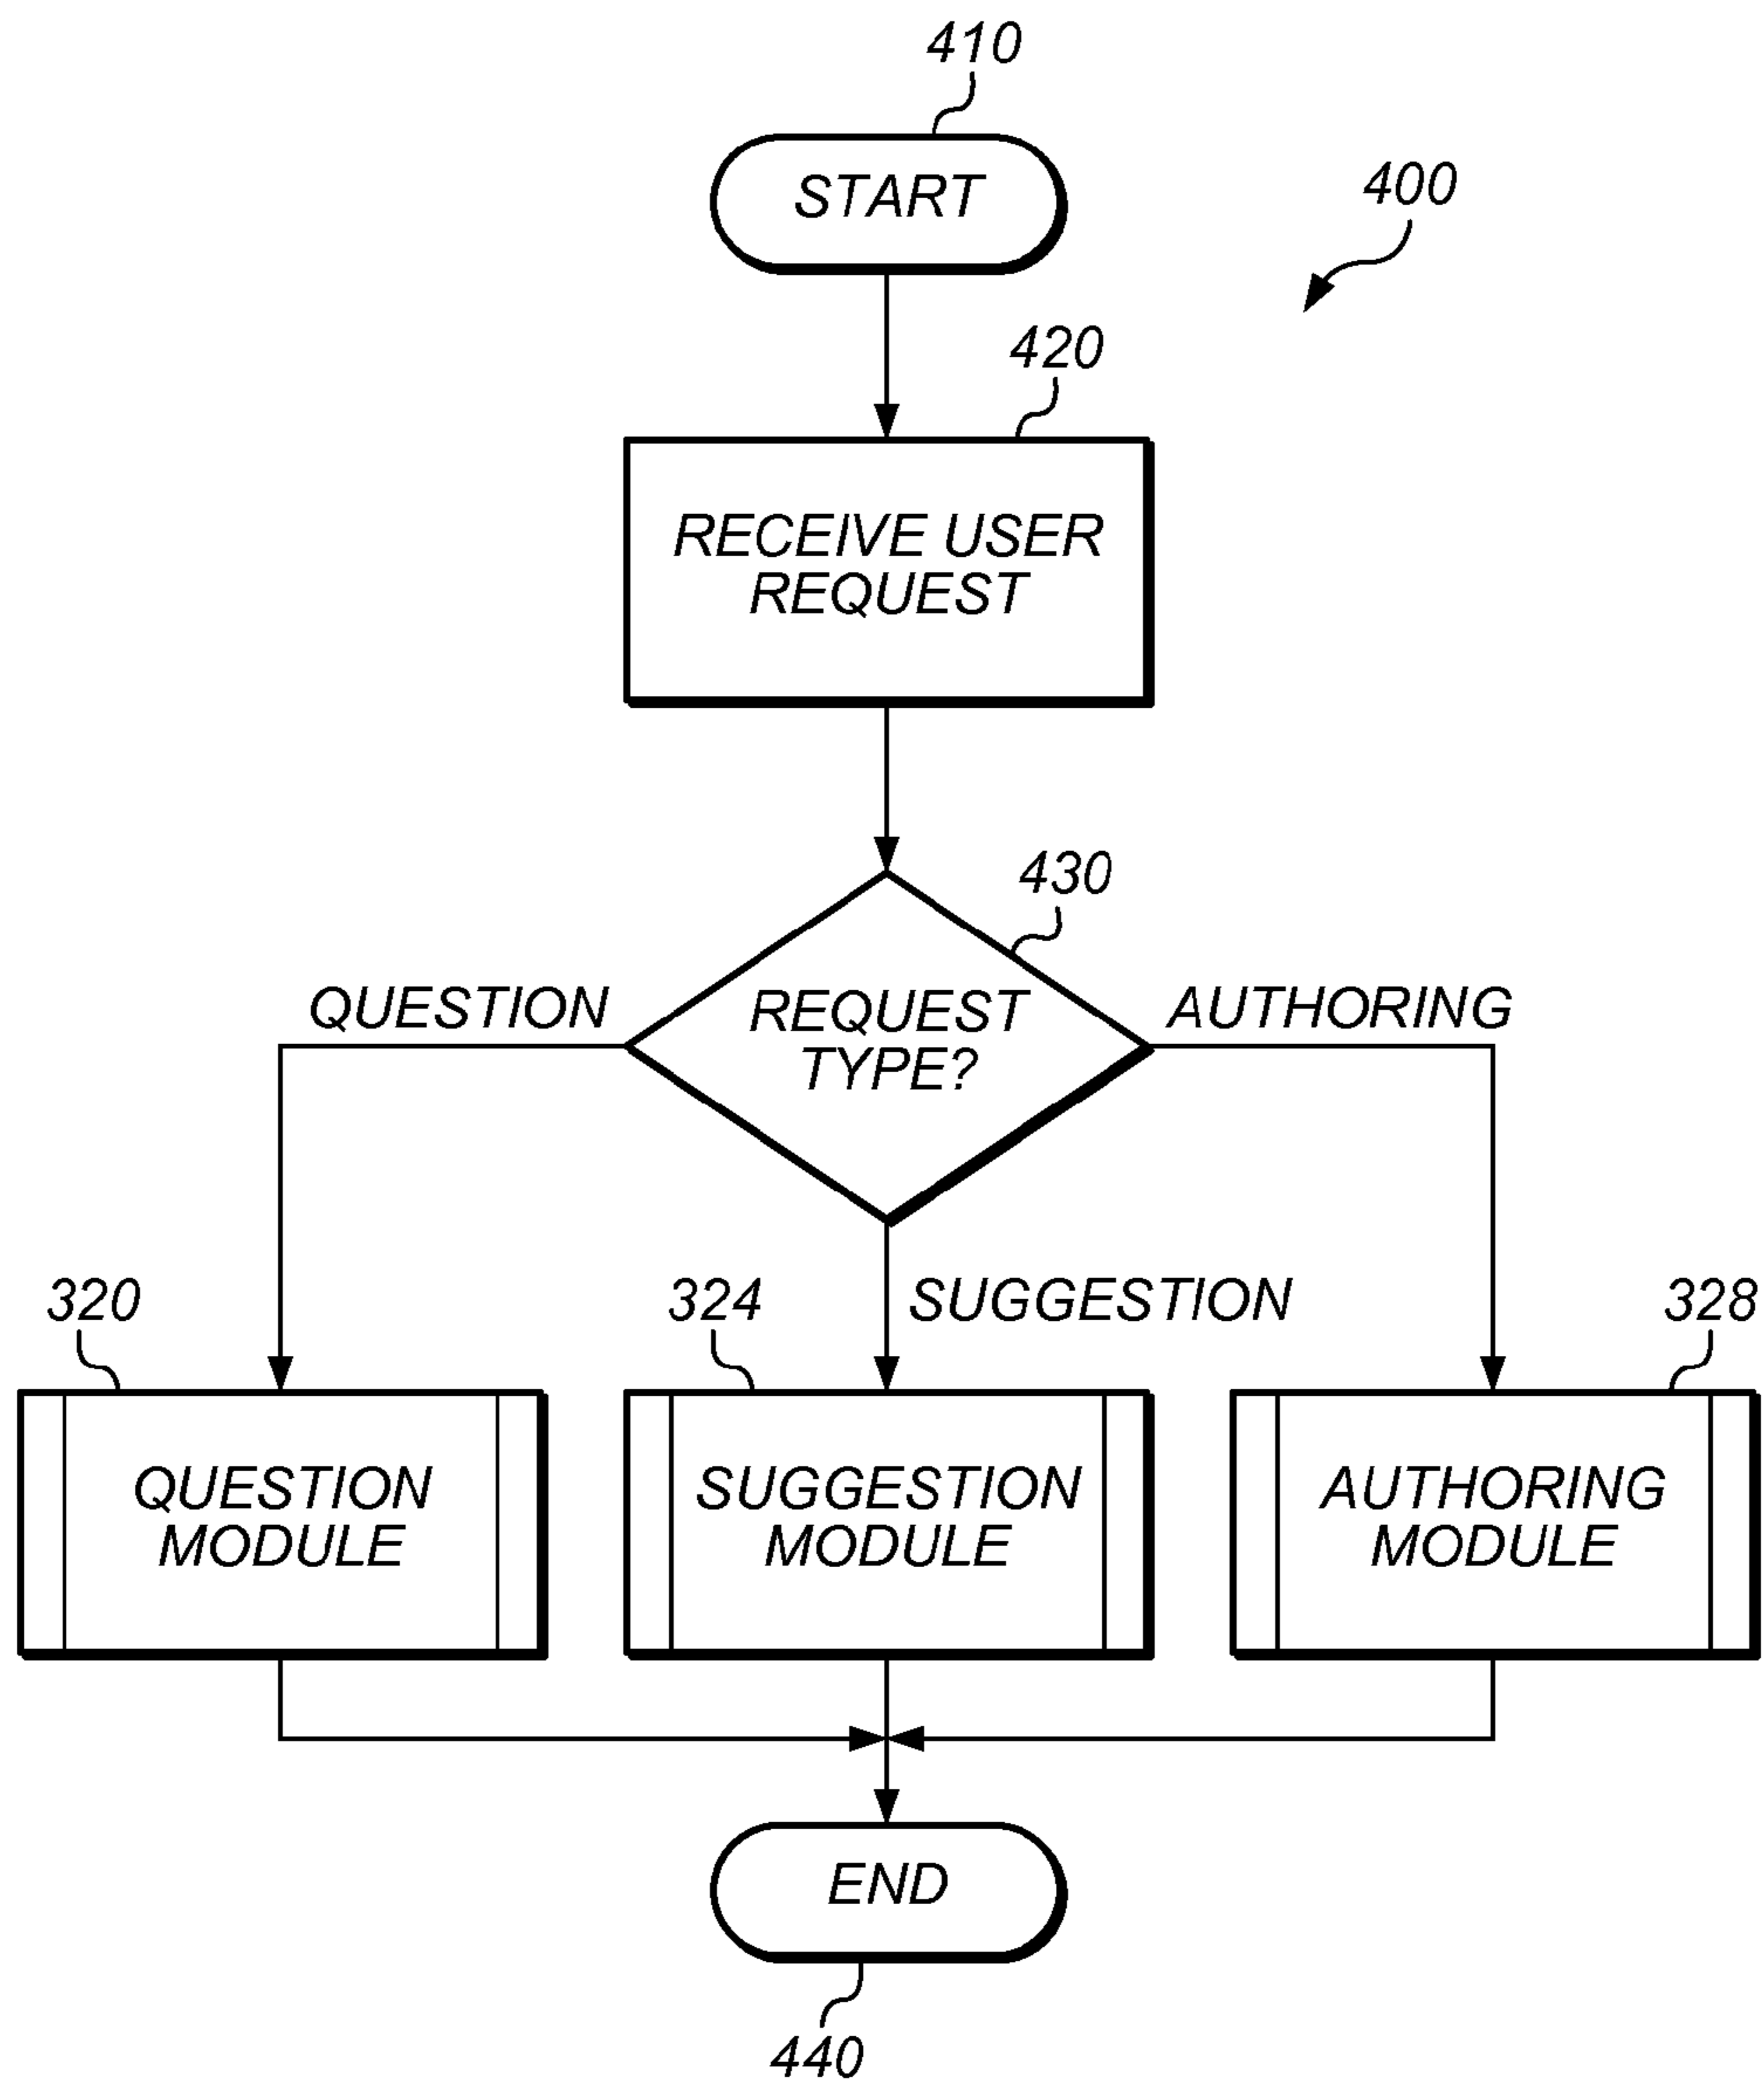 410
START
400
420
RECEIVE USER
REQUEST
430
QUESTION
REQUEST
TYPE?
AUTHORING
320
324
SUGGESTION
328
QUESTION
MODULE
SUGGESTION
MODULE
AUTHORING
MODULE
END
440